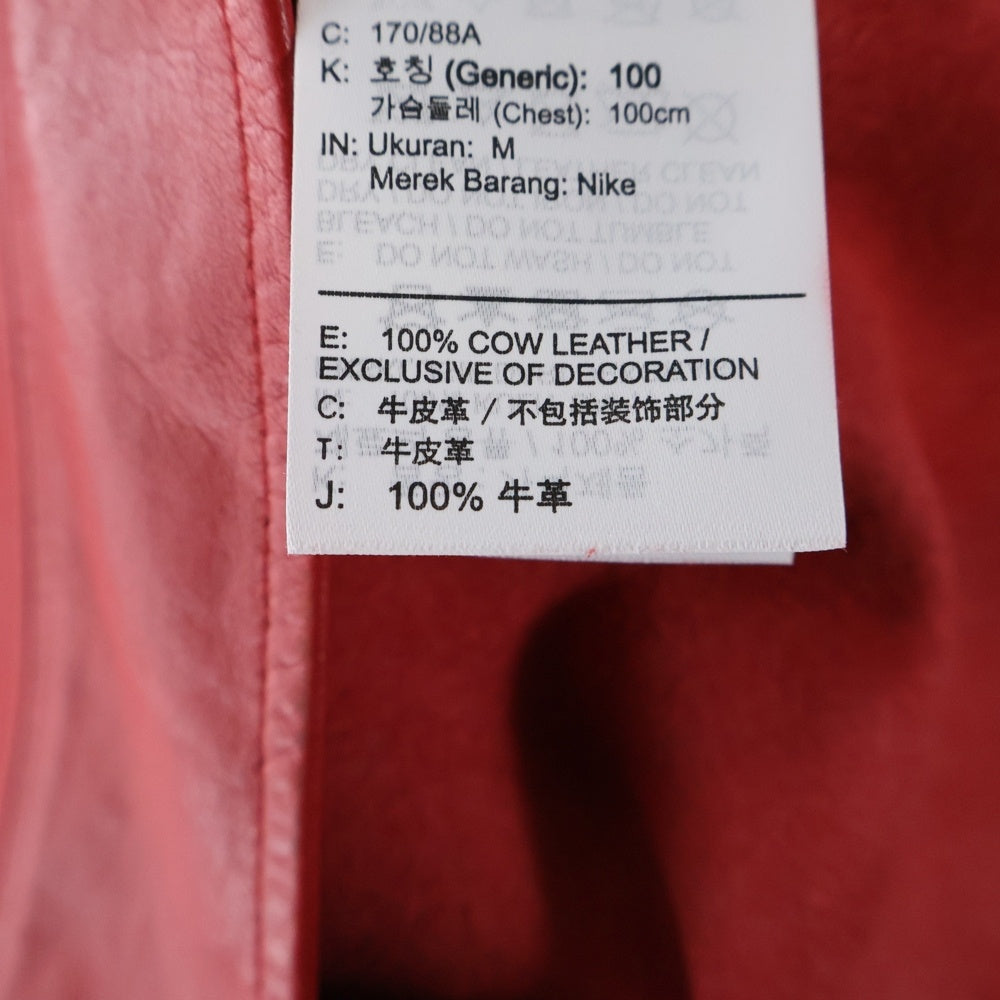 C: 170/88A
K: 호칭 (Generic): 100
가슴둘레 (Chest): 100cm
IN: Ukuran: M
Merek Barang: Nike
E: 100% COW LEATHER /
EXCLUSIVE OF DECORATION
C: 牛皮革 / 不包括装饰部分
T: 牛皮革
J: 100% 牛革